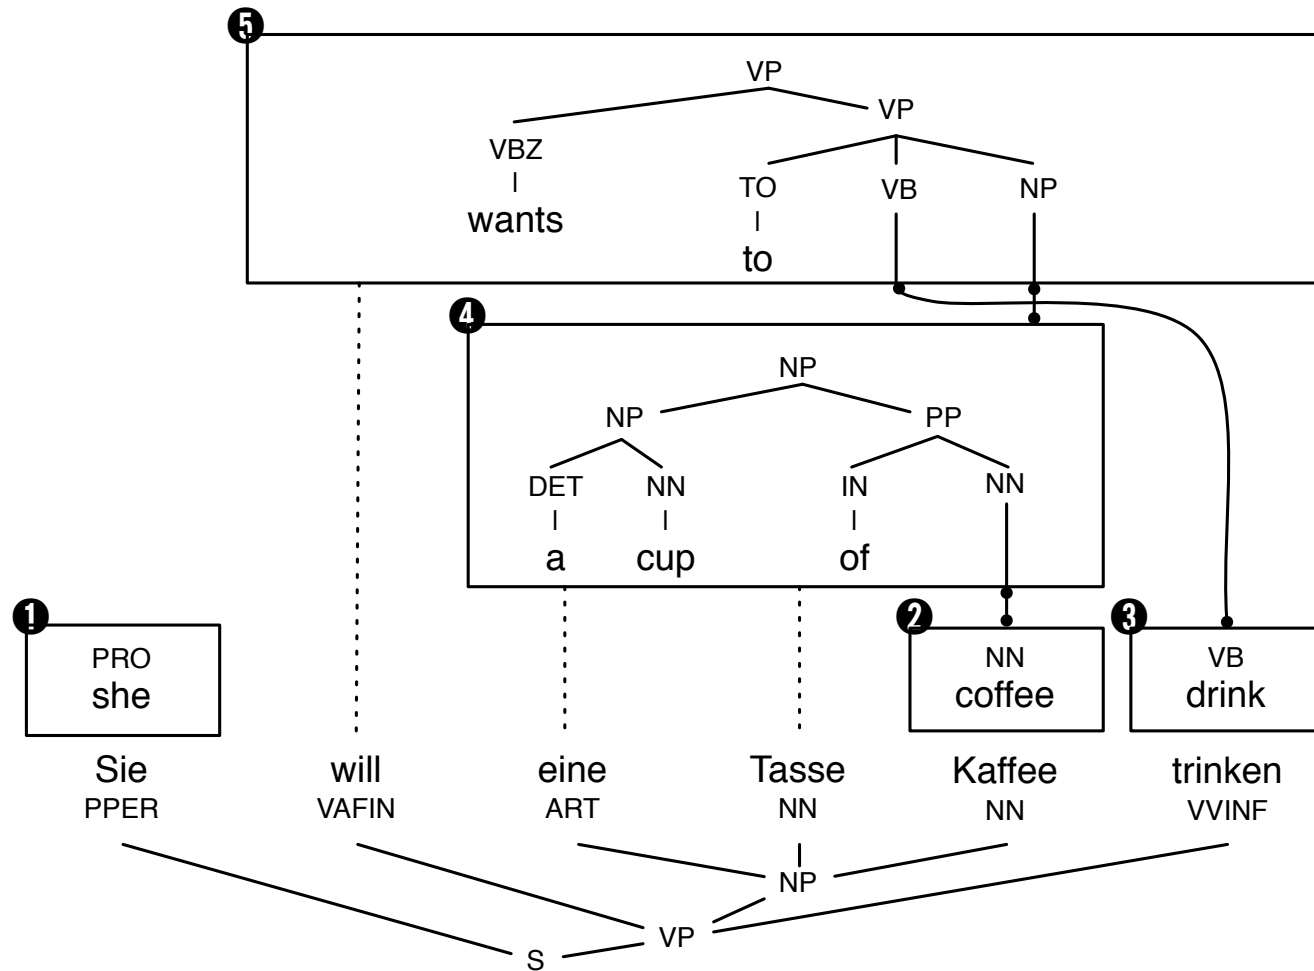 5
VP
VP
VBZ
TO VB NP
wants
to
4
NP
NP PP
DET NN IN NN
a cup of
1 2 3
PRO NN VB
she coffee drink
Sie will eine Tasse Kaffee trinken
PPER VAFIN ART NN NN VVINF
NP
VP
S